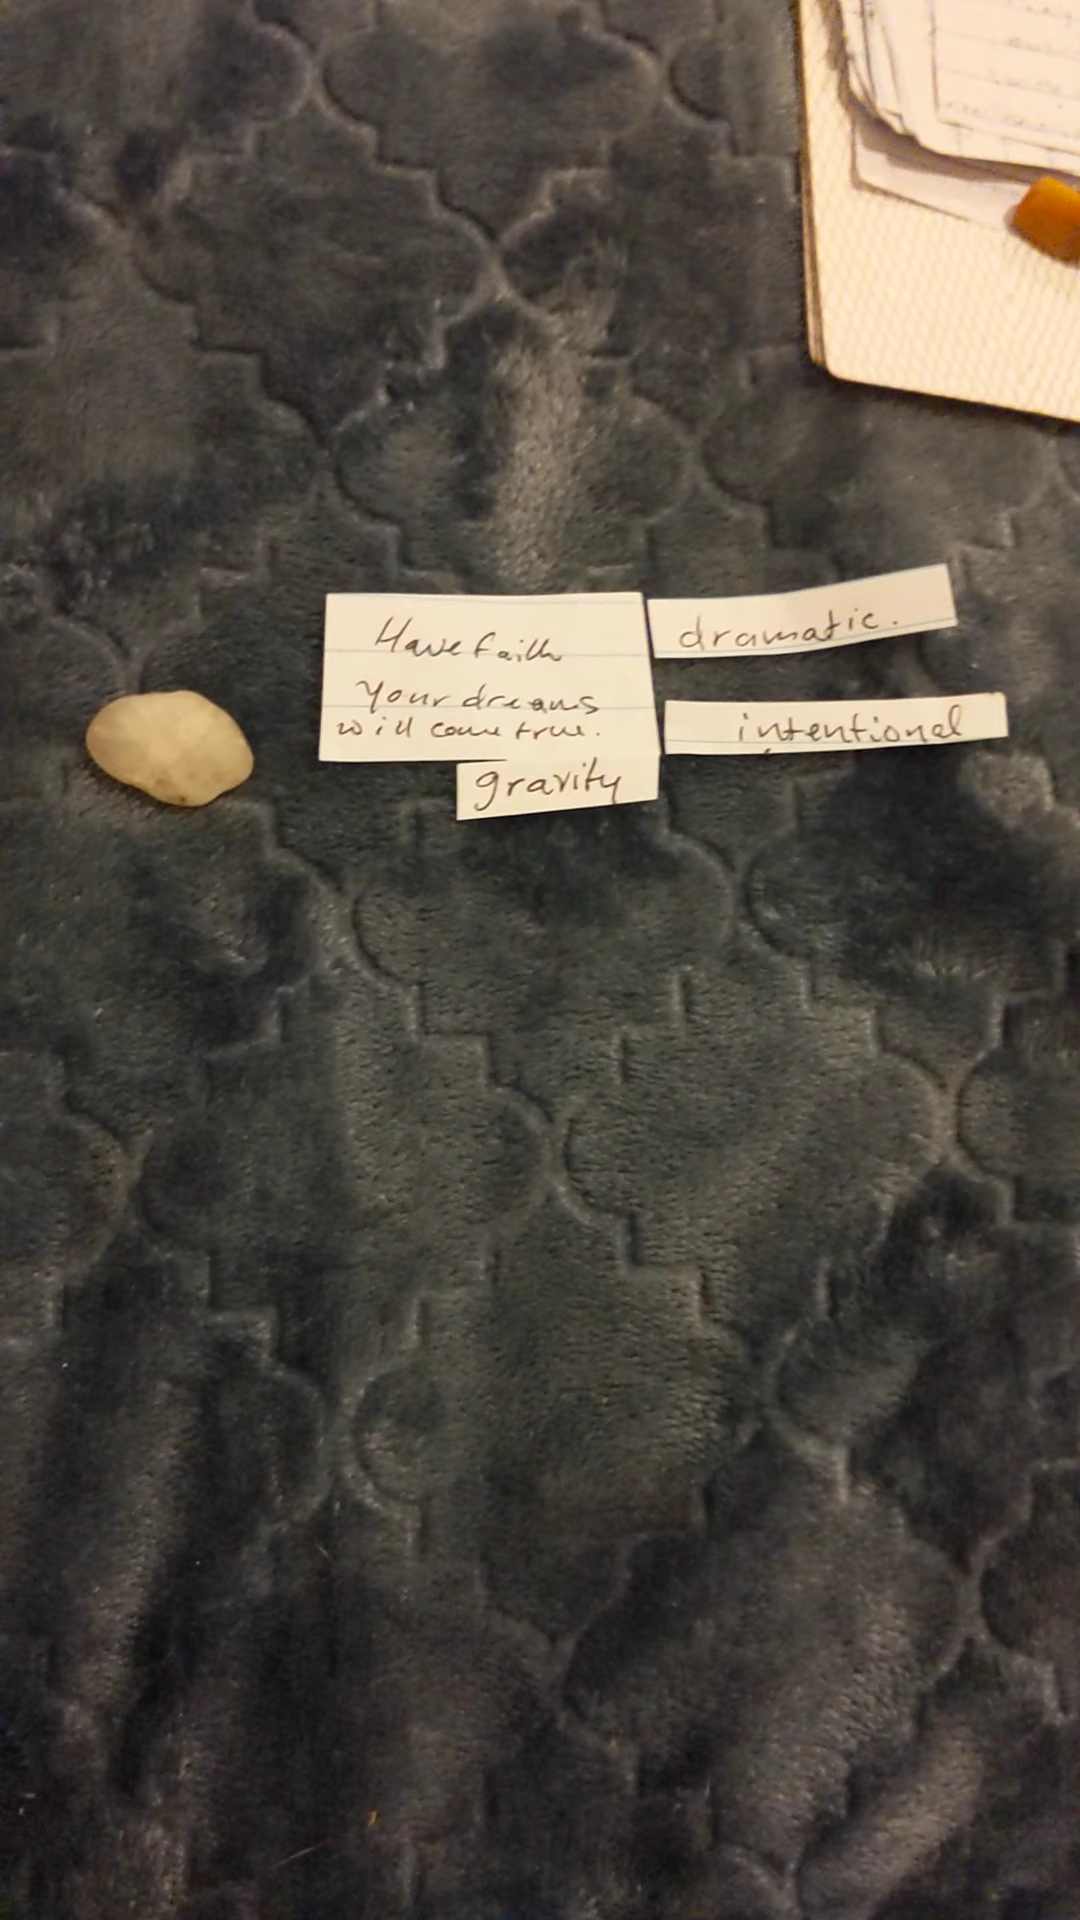 Have faith
Your dreams
will come true.
dramatic.
intentional
gravity